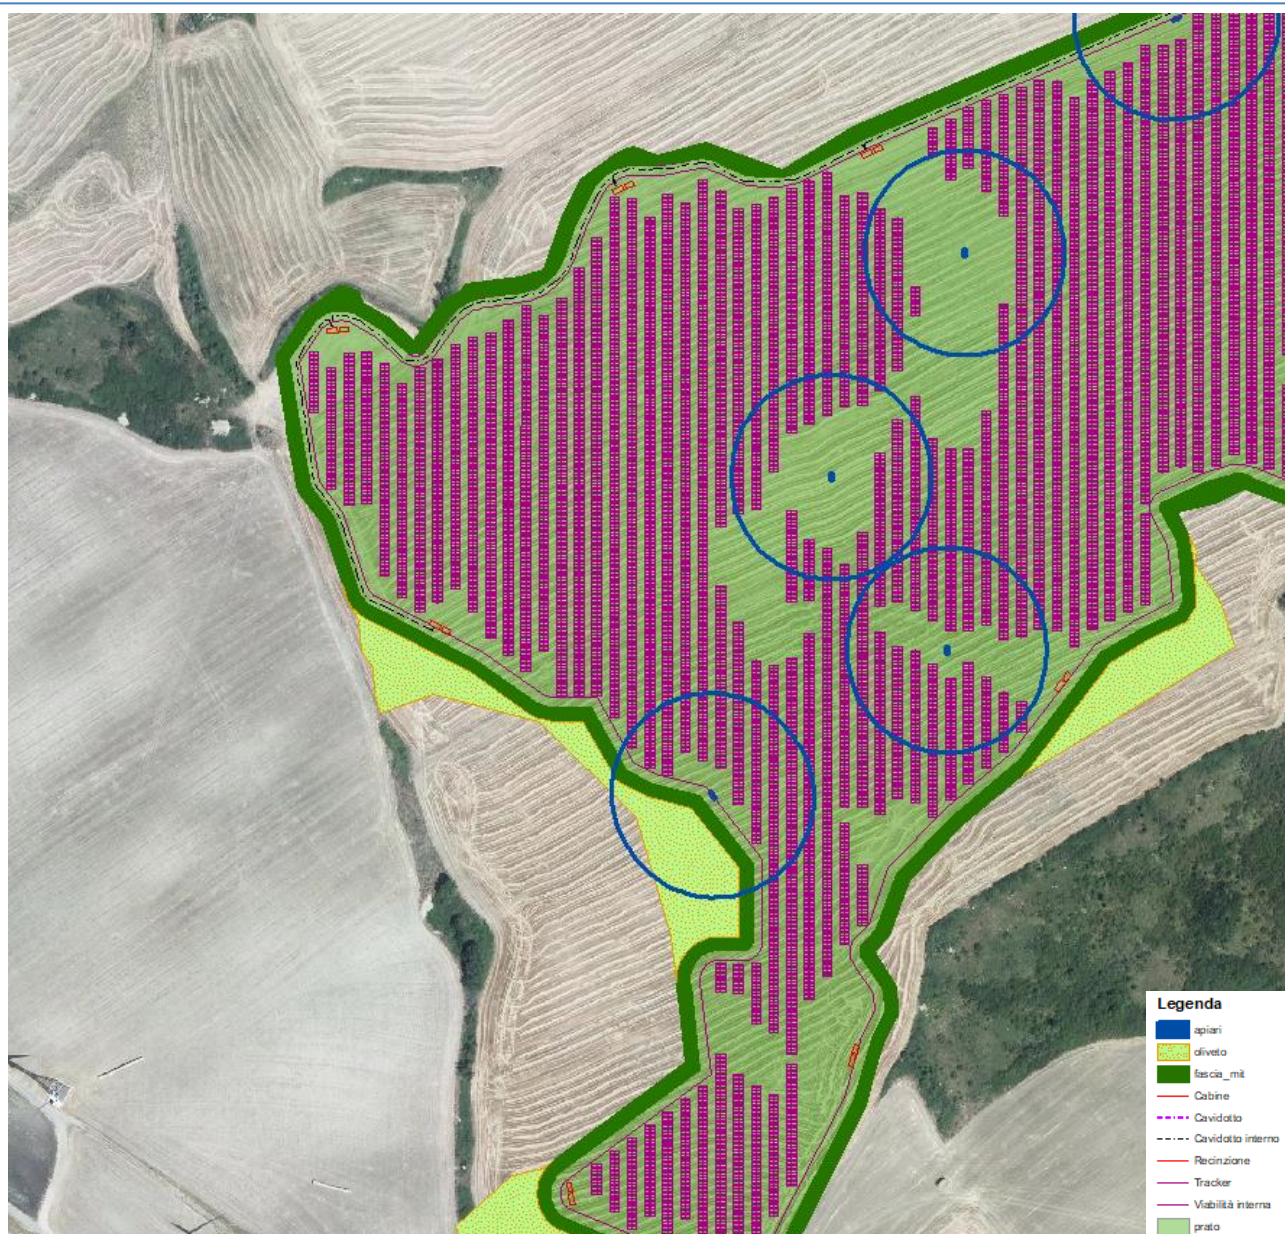 Legenda
apiari
oliveto
fascia_mit
Cabine
Cavidotto
Cavidotto interno
Recinzione
Tracker
Viabilità interna
prato